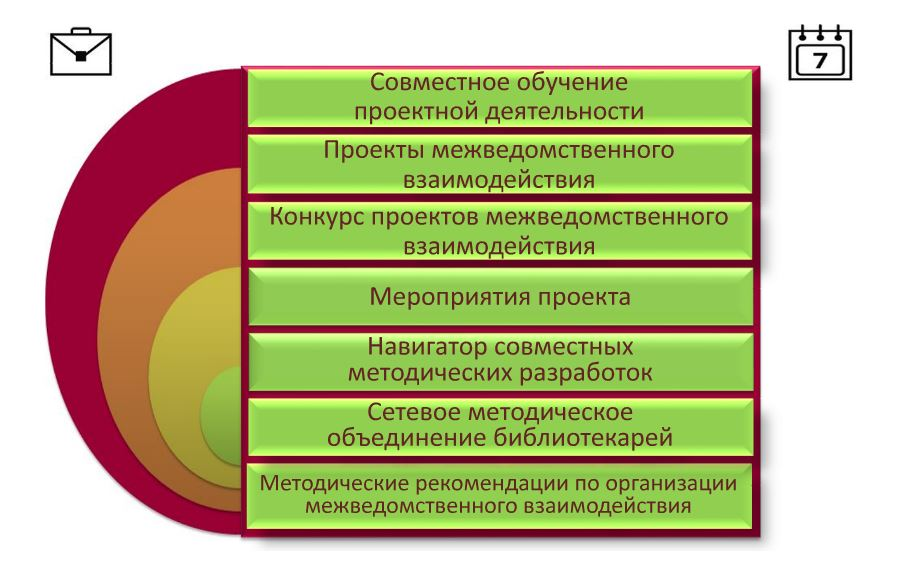 7
Совместное обучение
проектной деятельности
Проекты межведомственного
взаимодействия
Конкурс проектов межведомственного
взаимодействия
Мероприятия проекта
Навигатор совместных
методических разработок
Сетевое методическое
объединение библиотекарей
Методические рекомендации по организации
межведомственного взаимодействия